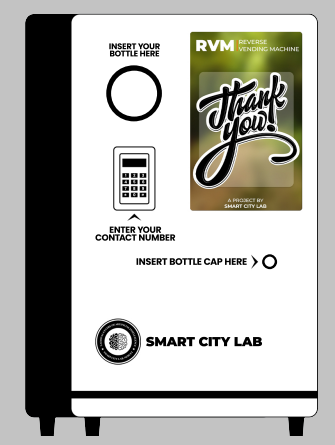 INSERT YOUR
BOTTLE HERE
RVM REVERSE
VENDING MACHINE
Thank
you!
A PROJECT BY
SMART CITY LAB
ENTER YOUR
CONTACT NUMBER
INSERT BOTTLE CAP HERE
SMART CITY LAB